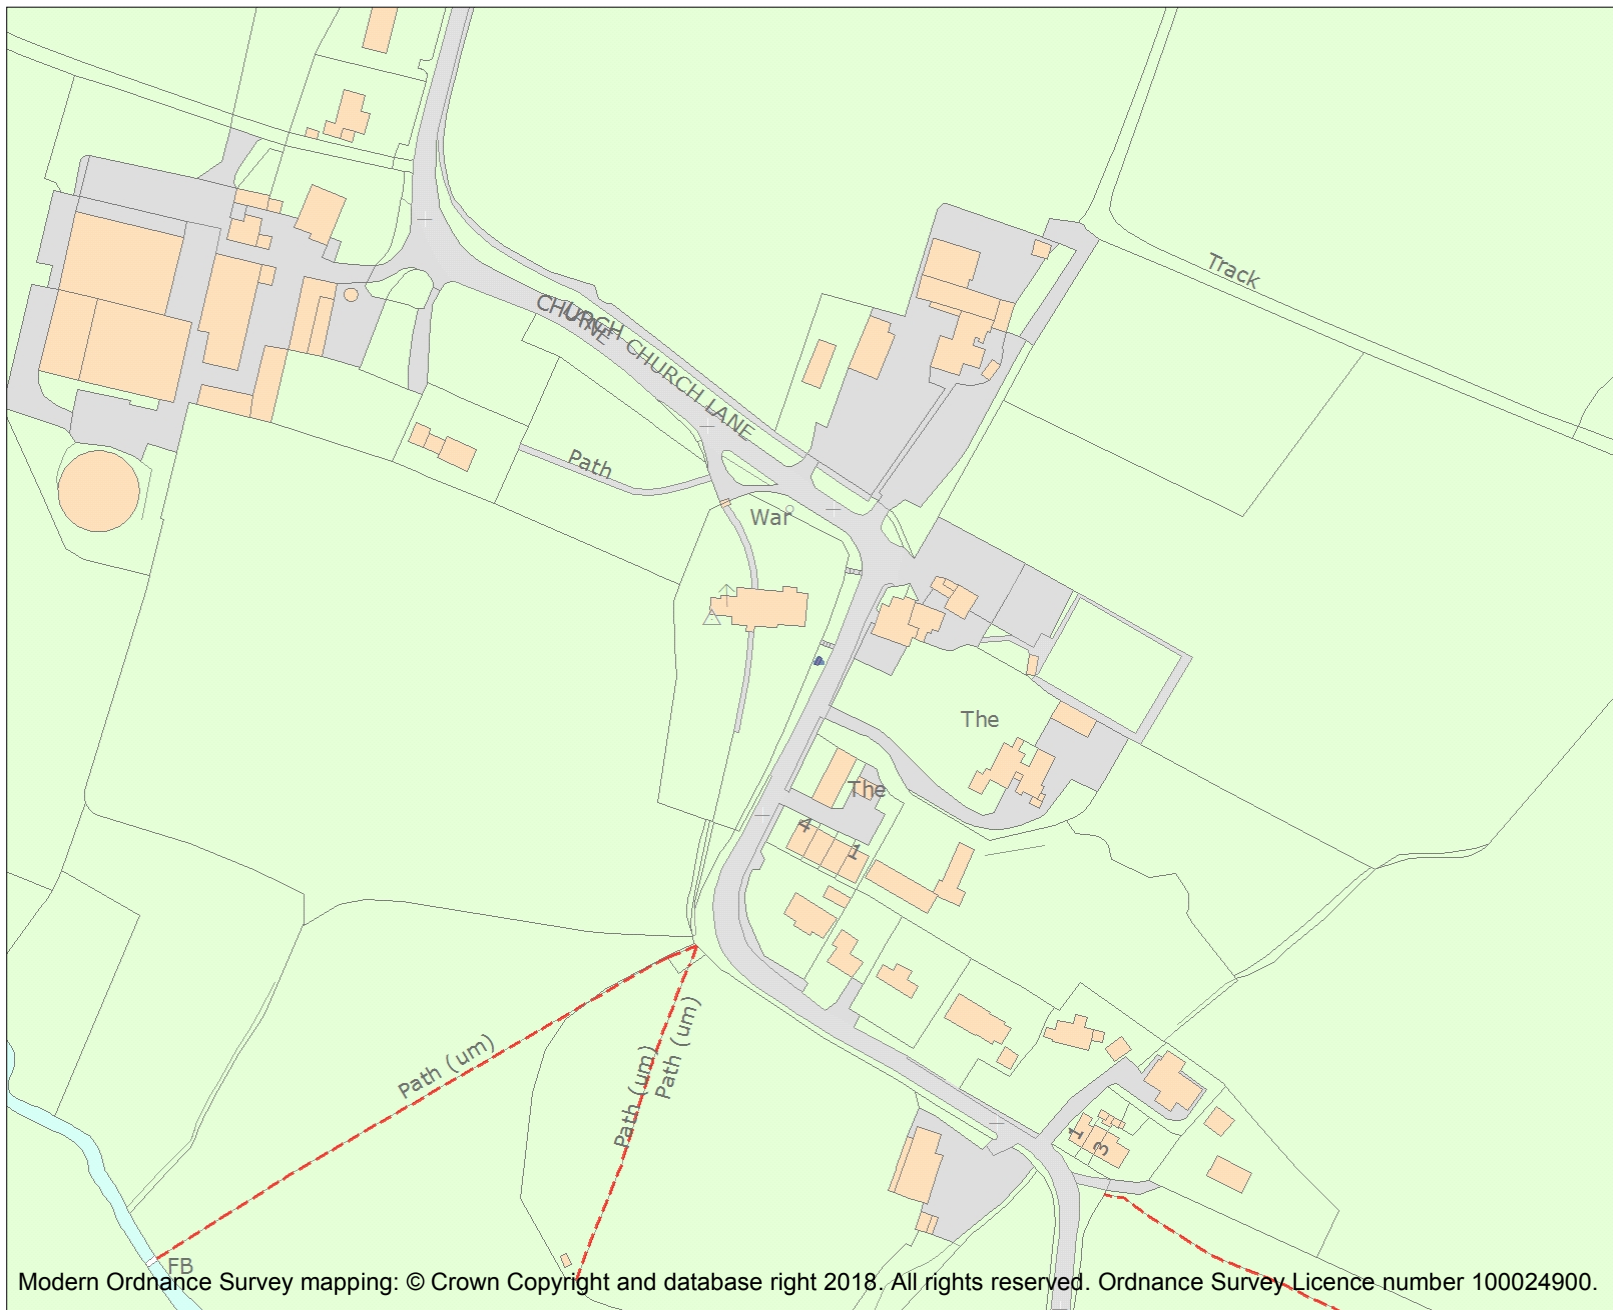 Track
CHURCH
LANE
CHURCH LANE
Path
War
The
The
4
1
Path (um)
Path (um)
Path (um)
1
3
FB
Modern Ordnance Survey mapping: © Crown Copyright and database right 2018. All rights reserved. Ordnance Survey Licence number 100024900.